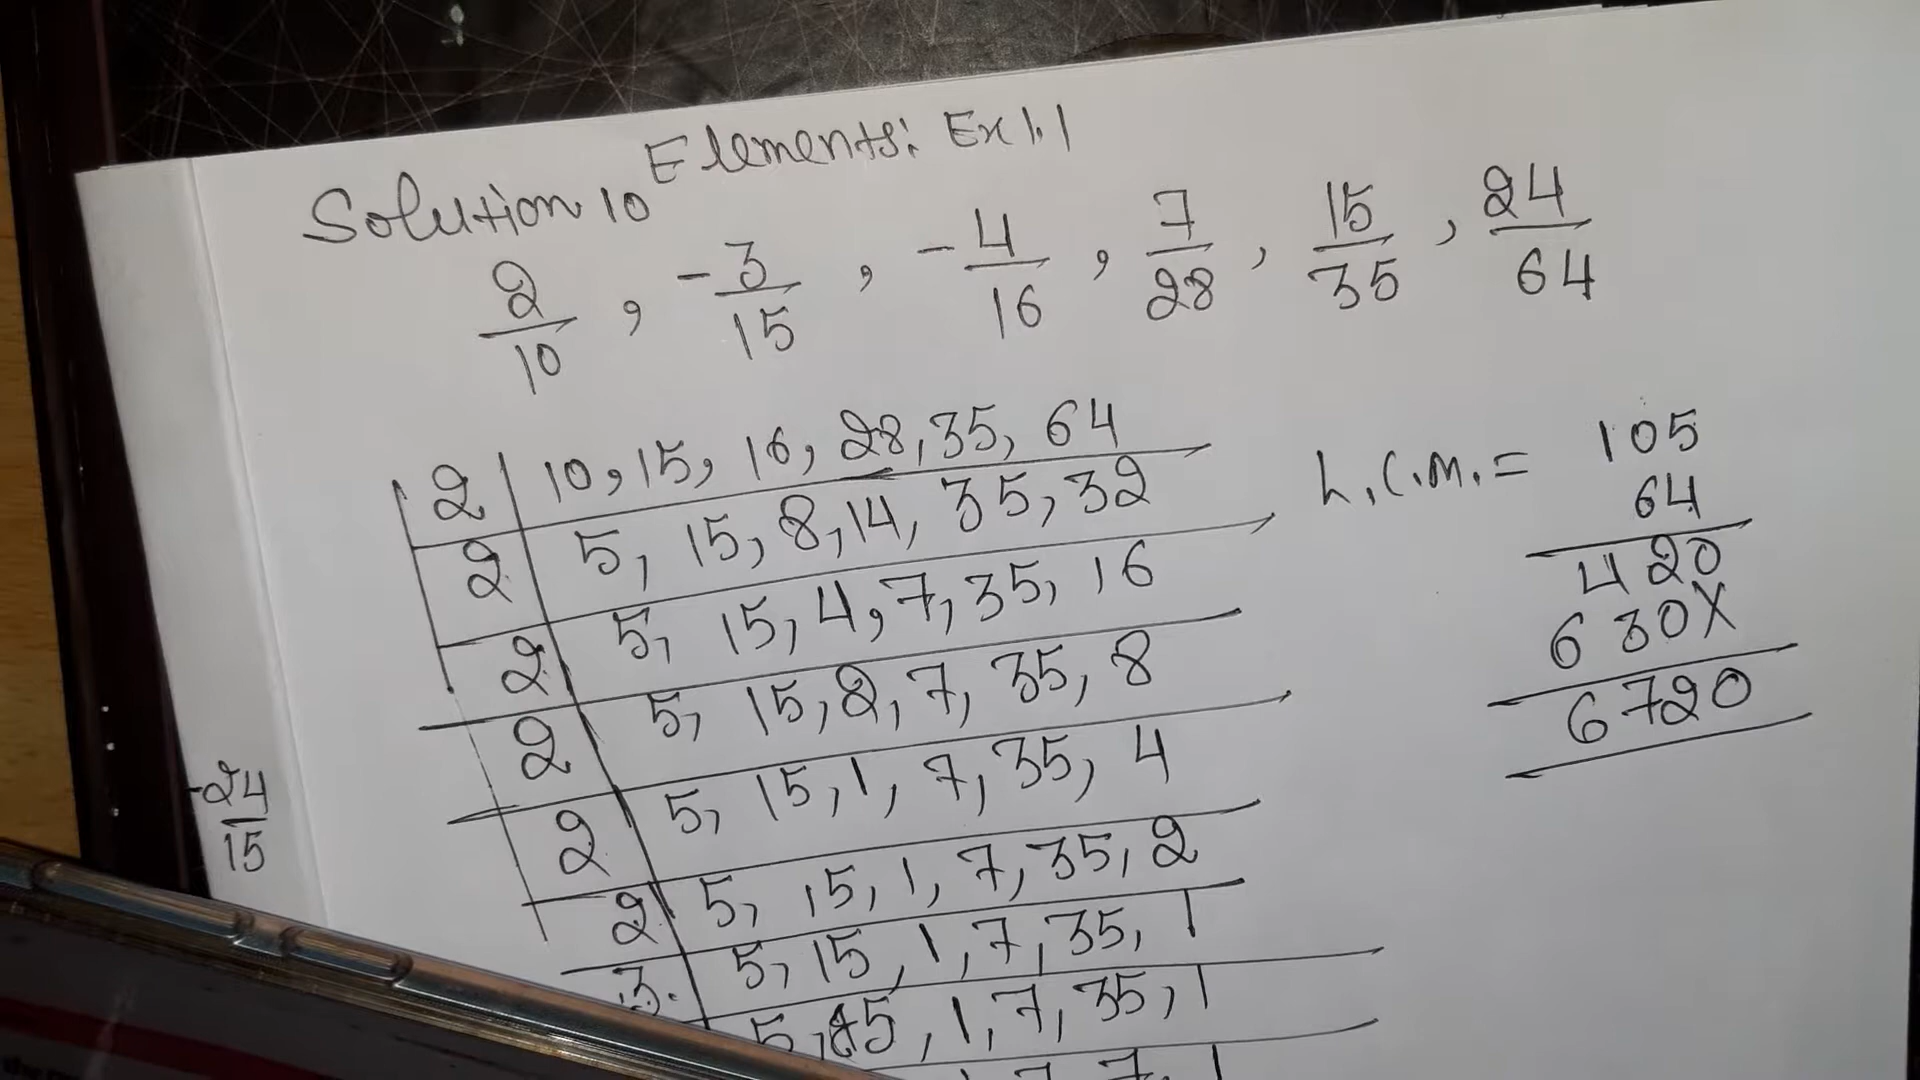 Elements: Ex 1.1
Solution 10
2/10, -3/15, -4/16, 7/28, 15/35, 24/64
2 | 10, 15, 16, 28, 35, 64
2 | 5, 15, 8, 14, 35, 32
2 | 5, 15, 4, 7, 35, 16
2 | 5, 15, 2, 7, 35, 8
2 | 5, 15, 1, 7, 35, 4
2 | 5, 15, 1, 7, 35, 2
3 | 5, 15, 1, 7, 35, 1
5, 5, 1, 7, 35, 1
L.C.M. = 105
64
420
630X
6720
-24/15